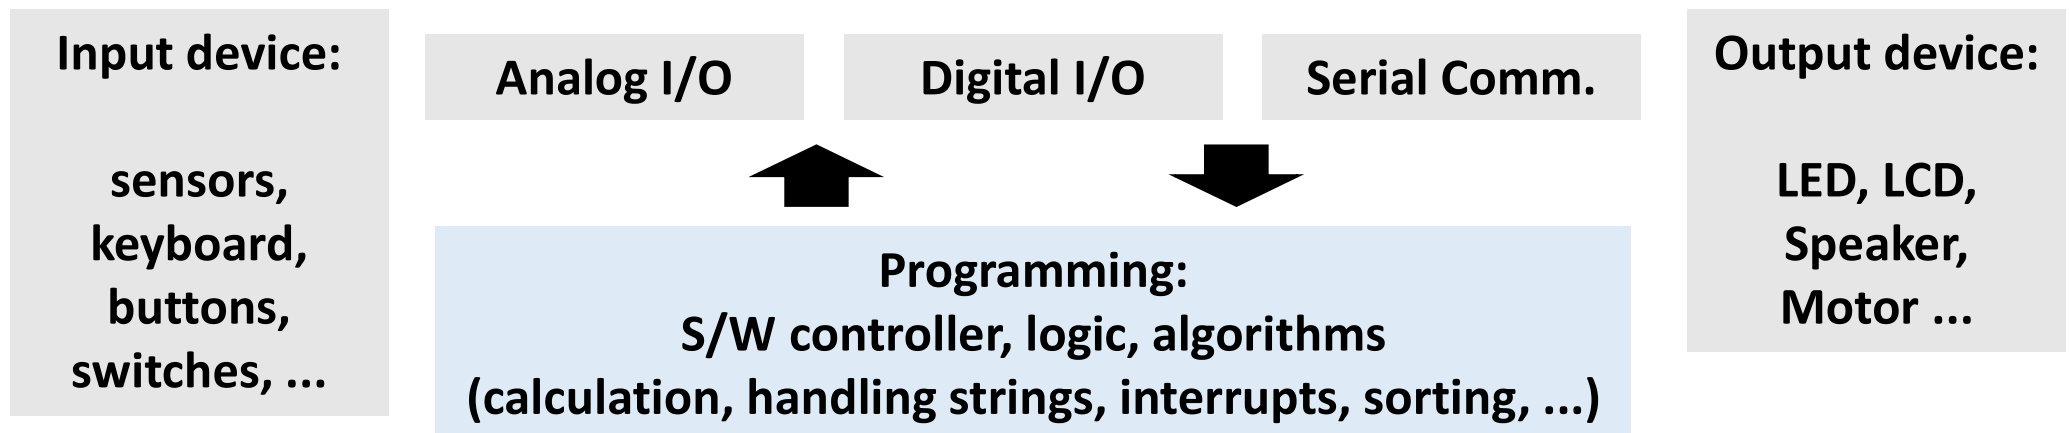 Input device:
sensors,
keyboard,
buttons,
switches, ...
Analog I/O
Digital I/O
Serial Comm.
Programming:
S/W controller, logic, algorithms
(calculation, handling strings, interrupts, sorting, ...)
Output device:
LED, LCD,
Speaker,
Motor ...